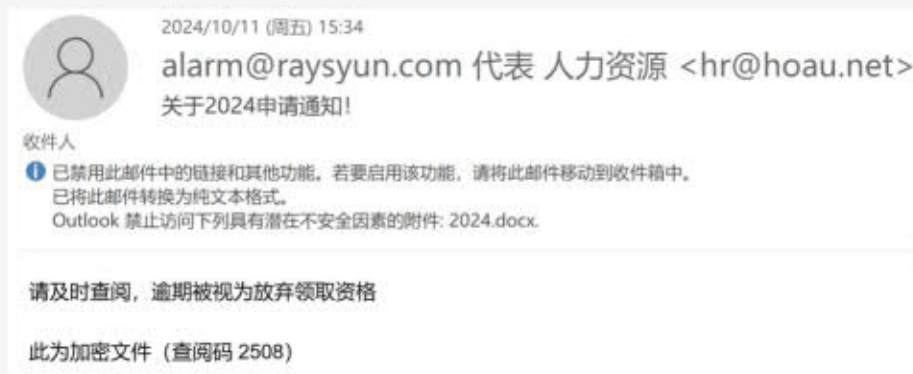 2024/10/11 (周五) 15:34
alarm@raysyun.com 代表 人力资源 <hr@hoau.net>
关于2024申请通知!
收件人
已禁用此邮件中的链接和其他功能。若要启用该功能，请将此邮件移动到收件箱中。
已将此邮件转换为纯文本格式。
Outlook 禁止访问下列具有潜在不安全因素的附件: 2024.docx.
请及时查阅，逾期被视为放弃领取资格
此为加密文件（查阅码 2508）